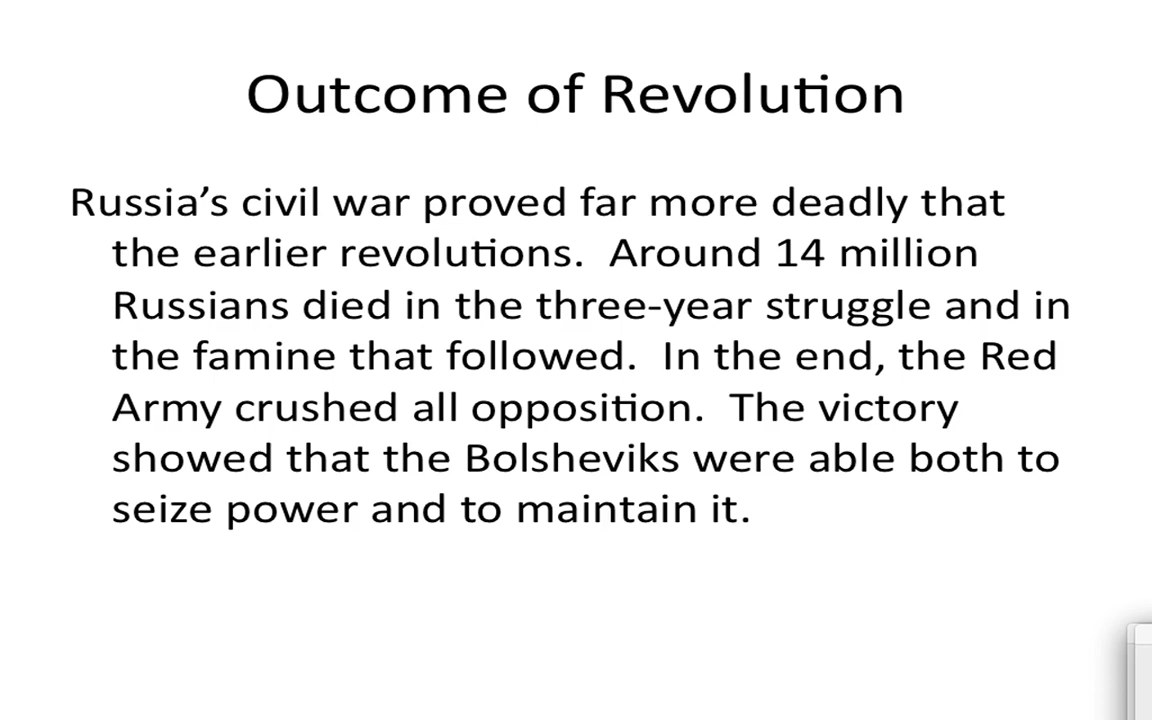 Outcome of Revolution
Russia’s civil war proved far more deadly that
the earlier revolutions.  Around 14 million
Russians died in the three-year struggle and in
the famine that followed.  In the end, the Red
Army crushed all opposition.  The victory
showed that the Bolsheviks were able both to
seize power and to maintain it.